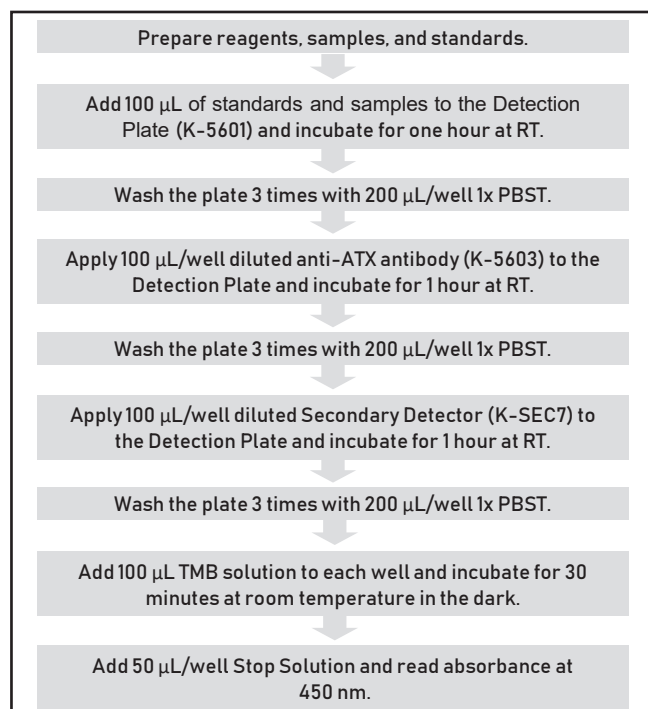 Prepare reagents, samples, and standards.
Add 100 µL of standards and samples to the Detection
Plate (K-5601) and incubate for one hour at RT.
Wash the plate 3 times with 200 µL/well 1x PBST.
Apply 100 µL/well diluted anti-ATX antibody (K-5603) to the
Detection Plate and incubate for 1 hour at RT.
Wash the plate 3 times with 200 µL/well 1x PBST.
Apply 100 µL/well diluted Secondary Detector (K-SEC7) to
the Detection Plate and incubate for 1 hour at RT.
Wash the plate 3 times with 200 µL/well 1x PBST.
Add 100 µL TMB solution to each well and incubate for 30
minutes at room temperature in the dark.
Add 50 µL/well Stop Solution and read absorbance at
450 nm.